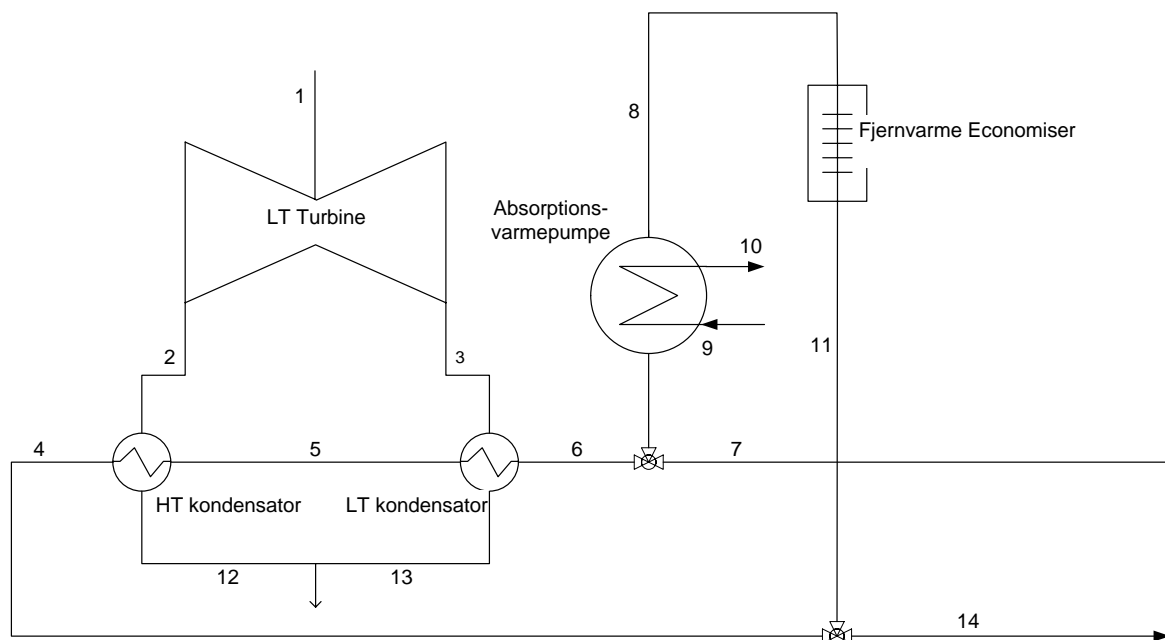 1
8
Fjernvarme Economiser
LT Turbine
Absorptions-
varmepumpe
10
9
11
2
3
4
5
6
7
HT kondensator
LT kondensator
12
13
14